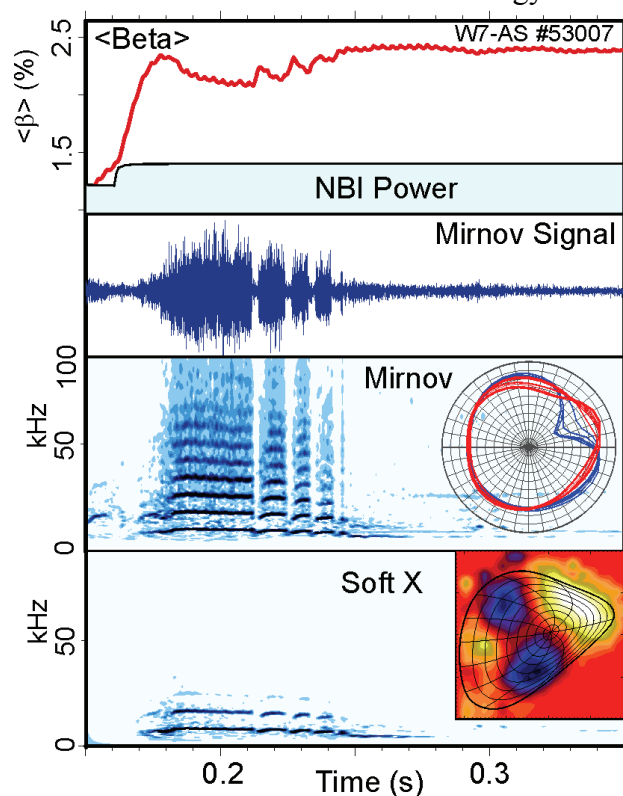 <Beta>
W7-AS #53007
<β> (%)
2.5
1.5
NBI Power
Mirnov Signal
Mirnov
kHz
100
50
0
Soft X
kHz
50
0
0.2
0.3
Time (s)